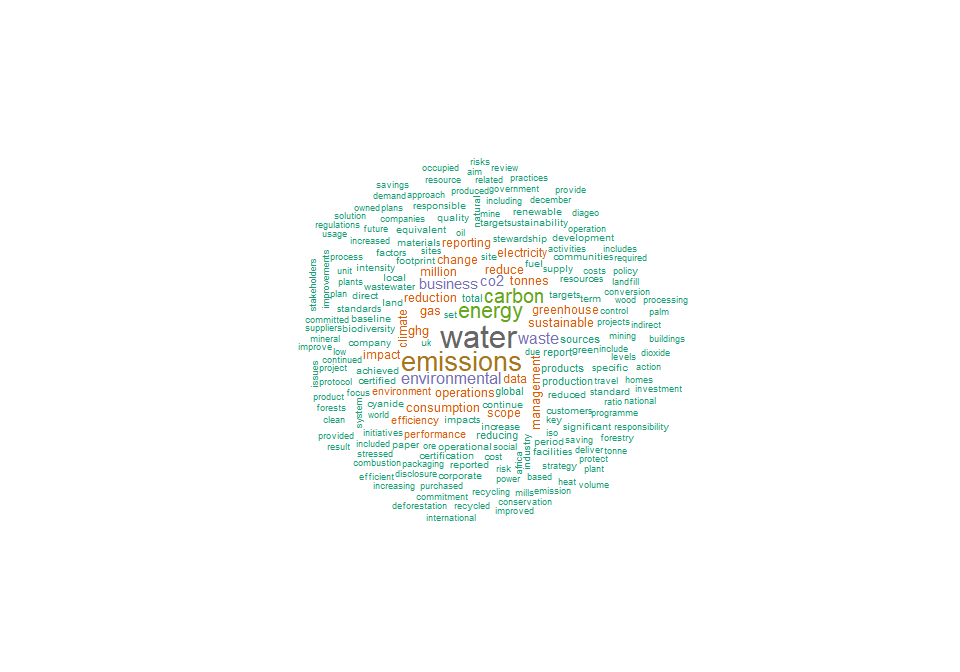 risks
occupied aim review
resource related practices
savings
demand approach produced government provide
natural including december
owned plans responsible
solution companies quality mine renewable diageo
regulations future equivalent oil target sustainability operation
usage increased materials reporting stewardship development
process factors sites electricity activities includes
footprint change site communities required
stakeholders improvements unit intensity million reduce fuel supply costs policy
plants local business co2 tonnes resources landfill
wastewater conversion
plan direct land reduction total carbon targets term wood processing
standards gas set energy greenhouse control palm
committed baseline climate sustainable projects indirect
suppliers biodiversity ghg water
mineral company uk waste sources mining buildings
improve low impact emissions due report green include dioxide
continued levels
issues project achieved products specific action
protocol certified environmental data management production travel homes
product focus environment operations global reduced standard investment
forests system cyanide consumption continue ratio national
world scope customers programme
clean efficiency impacts increase key significant responsibility
provided initiatives performance reducing iso
result included paper ore operational social industry period saving forestry
stressed certification cost africa facilities deliver tonne
combustion packaging reported risk strategy protect
efficient disclosure corporate power based plant
increasing purchased recycling mills emission heat volume
commitment conservation
deforestation recycled improved
international